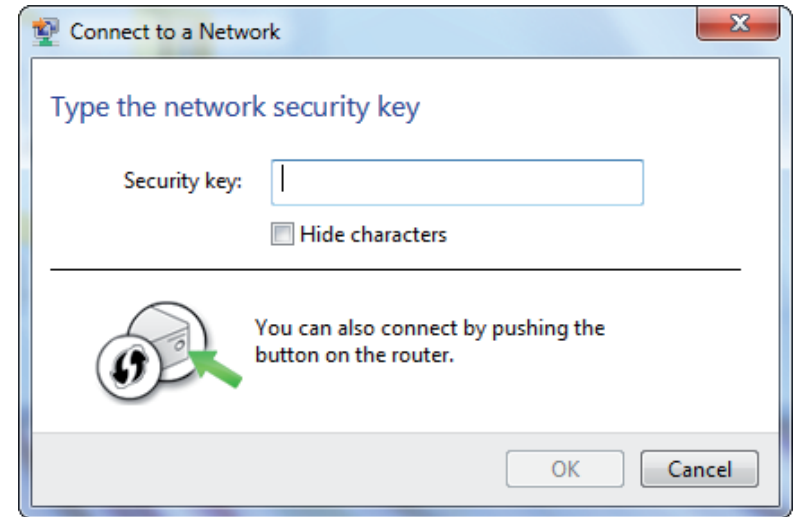 Connect to a Network
Type the network security key
Security key:
Hide characters
You can also connect by pushing the
button on the router.
OK
Cancel